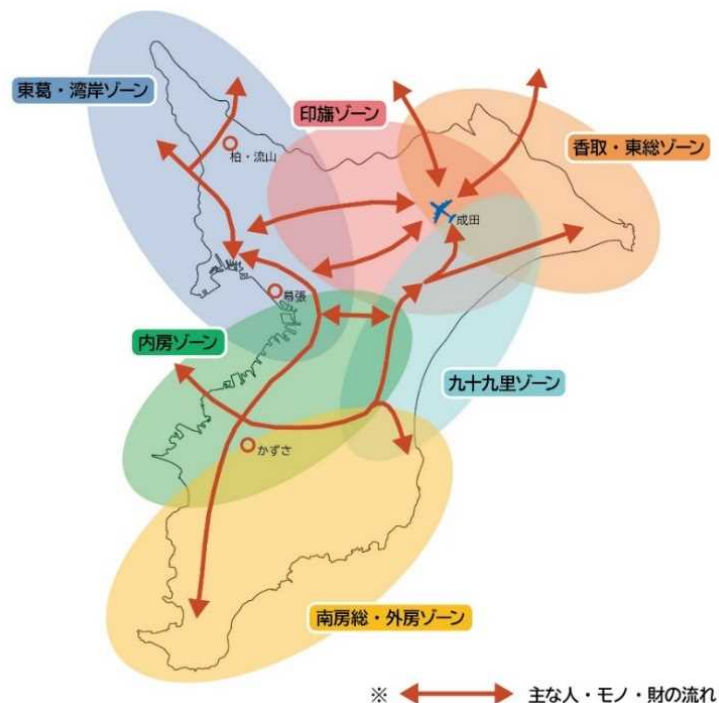 東葛・湾岸ゾーン
印旛ゾーン
香取・東総ゾーン
柏・流山
成田
幕張
内房ゾーン
九十九里ゾーン
かずさ
南房総・外房ゾーン
※ 主な人・モノ・財の流れ